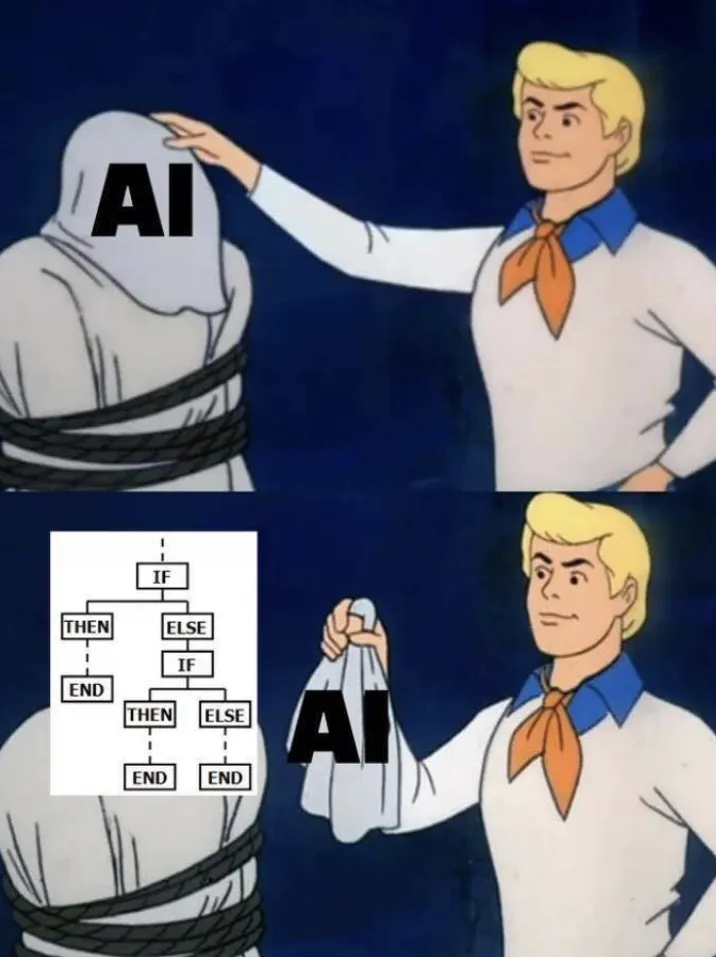 AI
IF
THEN ELSE
IF
END
THEN ELSE
END END
AI